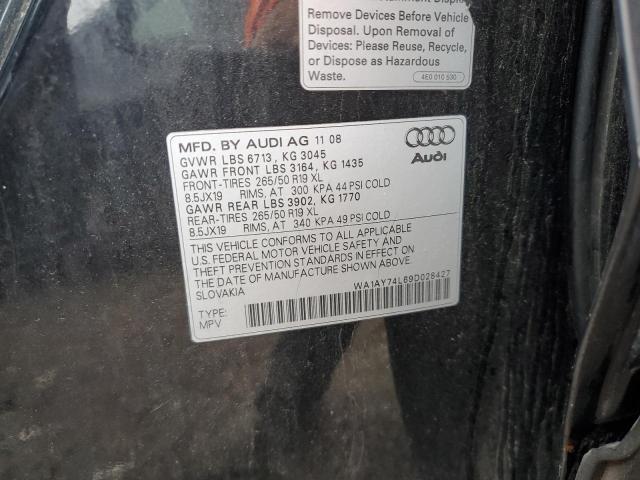 Remove Devices Before Vehicle
Disposal. Upon Removal of
Devices: Please Reuse, Recycle,
or Dispose as Hazardous
Waste.
4E0 010 530
MFD. BY AUDI AG 11 08
GVWR LBS 6713, KG 3045
GAWR FRONT LBS 3164, KG 1435
FRONT-TIRES 265/50 R19 XL
8.5JX19 RIMS, AT 300 KPA 44 PSI COLD
GAWR REAR LBS 3902, KG 1770
REAR-TIRES 265/50 R19 XL
8.5JX19 RIMS, AT 340 KPA 49 PSI COLD
Audi
THIS VEHICLE CONFORMS TO ALL APPLICABLE
U.S. FEDERAL MOTOR VEHICLE SAFETY AND
THEFT PREVENTION STANDARDS IN EFFECT ON
THE DATE OF MANUFACTURE SHOWN ABOVE.
SLOVAKIA
WA1AY74L69D028427
TYPE:
MPV